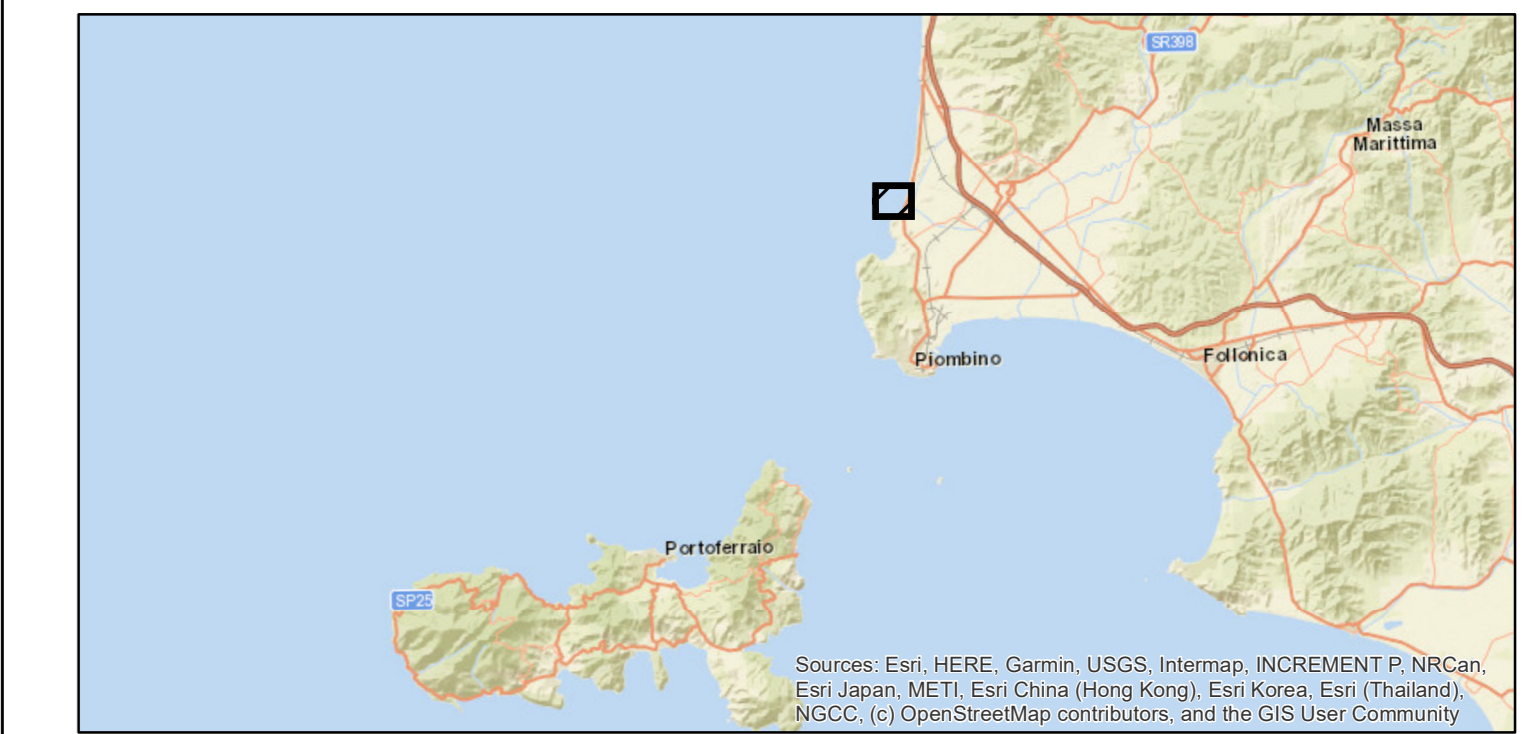 SR398
Massa
Marittima
Piombino
Follonica
Portoferraio
SP25
Sources: Esri, HERE, Garmin, USGS, Intermap, INCREMENT P, NRCan,
Esri Japan, METI, Esri China (Hong Kong), Esri Korea, Esri (Thailand),
NGCC, (c) OpenStreetMap contributors, and the GIS User Community